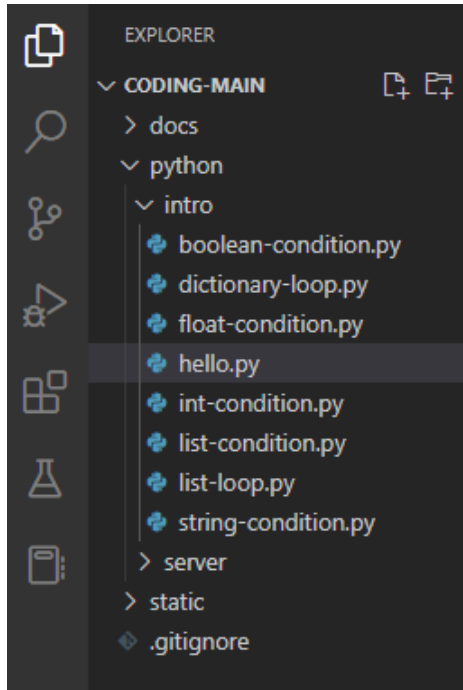 EXPLORER
CODING-MAIN
docs
python
intro
boolean-condition.py
dictionary-loop.py
float-condition.py
hello.py
int-condition.py
list-condition.py
list-loop.py
string-condition.py
server
static
.gitignore